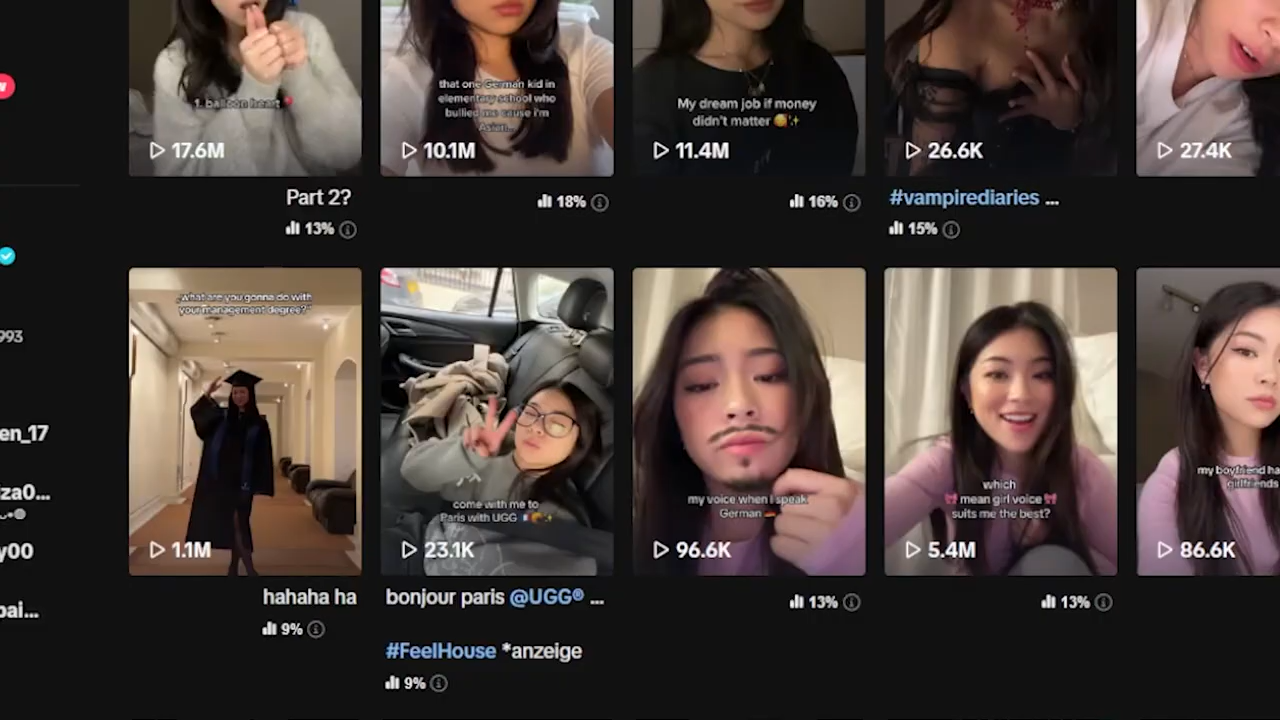 1. balloon heart
17.6M
that one German kid in
elementary school who
bullied me cause i'm
Asian...
10.1M
My dream job if money
didn't matter 🥰✨
11.4M
26.6K
27.4K
Part 2?
13%
18%
16%
#vampirediaries ...
15%
993
en_17
iza0...
y00
pai...
„what are you gonna do with
your management degree?"
1.1M
come with me to
Paris with UGG 🇫🇷🥐✨
23.1K
my voice when I speak
German 🇩🇪
96.6K
which
🎀 mean girl voice 🎀
suits me the best?
5.4M
my boyfriend ha
girlfriends
86.6K
hahaha ha
9%
bonjour paris @UGG® ...
#FeelHouse *anzeige
9%
13%
13%